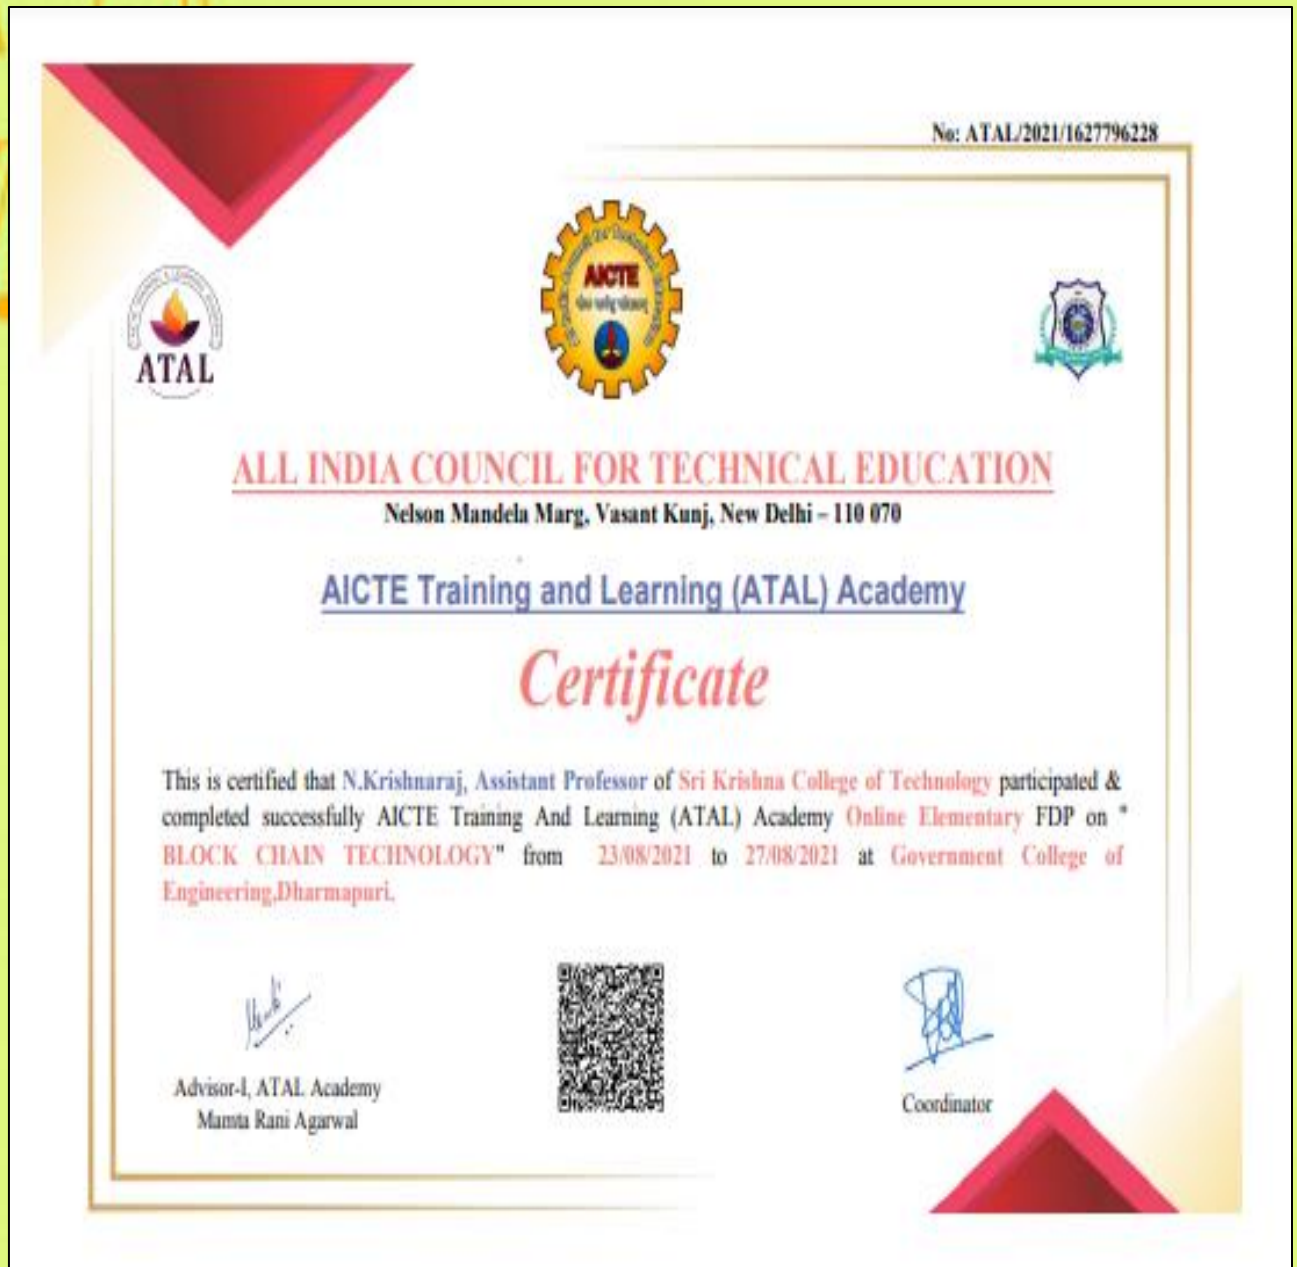 No: ATAL/2021/1627796228
AICTE
ATAL
ALL INDIA COUNCIL FOR TECHNICAL EDUCATION
Nelson Mandela Marg, Vasant Kunj, New Delhi – 110 070
AICTE Training and Learning (ATAL) Academy
Certificate
This is certified that N.Krishnaraj, Assistant Professor of Sri Krishna College of Technology participated &
completed successfully AICTE Training And Learning (ATAL) Academy Online Elementary FDP on "
BLOCK CHAIN TECHNOLOGY" from 23/08/2021 to 27/08/2021 at Government College of
Engineering,Dharmapuri.
Advisor-I, ATAL Academy
Mamta Rani Agarwal
Coordinator